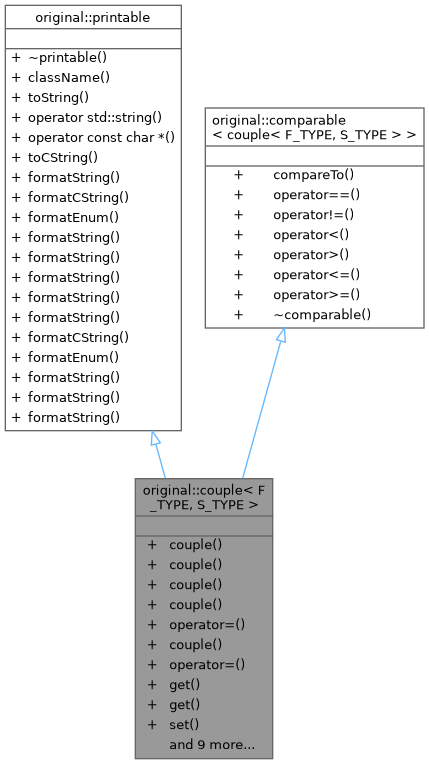 original::printable
+ ~printable()
+ className()
+ toString()
+ operator std::string()
+ operator const char *()
+ toCString()
+ formatString()
+ formatCString()
+ formatEnum()
+ formatString()
+ formatString()
+ formatString()
+ formatString()
+ formatString()
+ formatCString()
+ formatEnum()
+ formatString()
+ formatString()
+ formatString()
original::comparable
< couple< F_TYPE, S_TYPE > >
+ compareTo()
+ operator==()
+ operator!=()
+ operator<()
+ operator>()
+ operator<=()
+ operator>=()
+ ~comparable()
original::couple< F
_TYPE, S_TYPE >
+ couple()
+ couple()
+ couple()
+ couple()
+ operator=()
+ couple()
+ operator=()
+ get()
+ get()
+ set()
and 9 more...